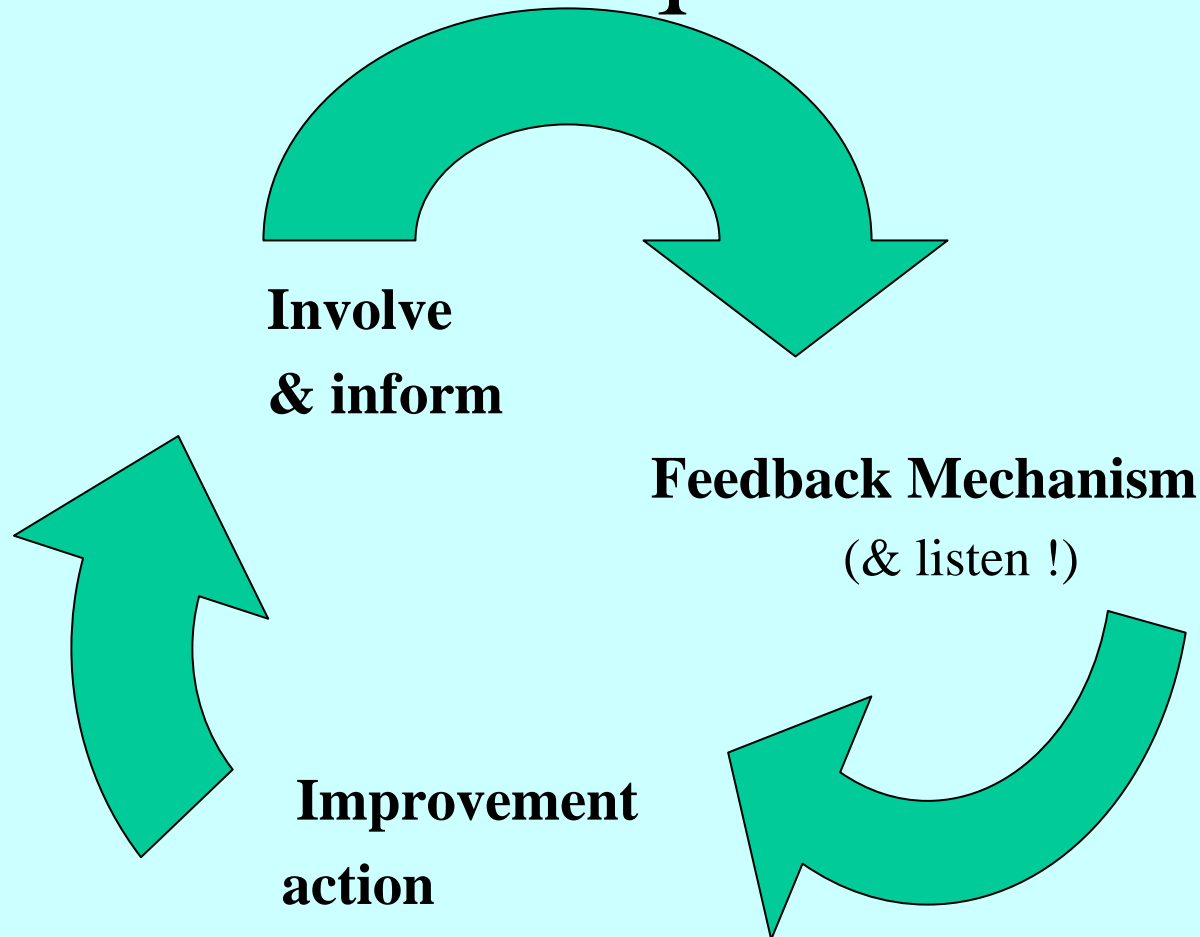 Involve
& inform
Feedback Mechanism
(& listen !)
Improvement
action